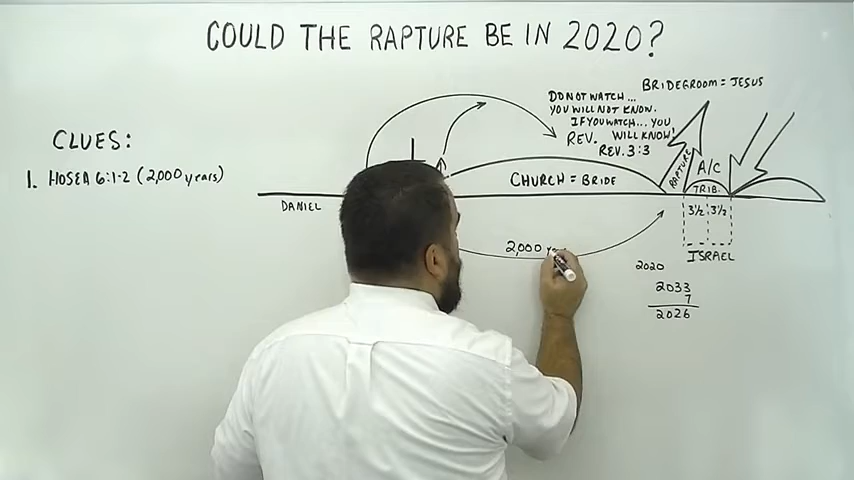 COULD THE RAPTURE BE IN 2020?
CLUES:
1. HOSEA 6:1-2 (2,000 years)
BRIDEGROOM = JESUS
DO NOT WATCH...
YOU WILL NOT KNOW.
IF YOU WATCH... YOU
WILL KNOW!
REV. 3:3
REV.
RAPTURE
A/C
TRIB.
CHURCH = BRIDE
DANIEL
3½ 3½
ISRAEL
2,000
2020
2033
7
2026